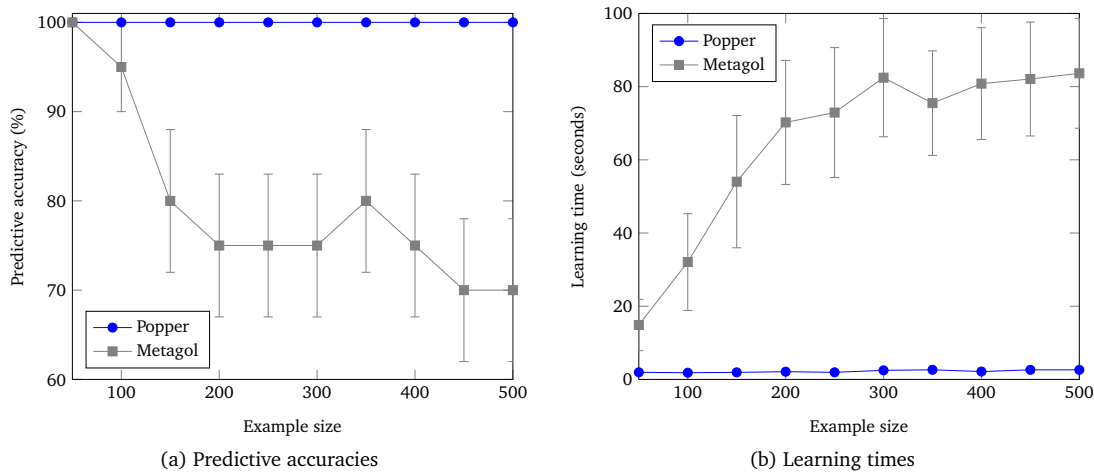 100
90
80
70
60
Predictive accuracy (%)
Popper
Metagol
100
200
300
400
500
Example size
(a) Predictive accuracies
100
80
60
40
20
0
Learning time (seconds)
Popper
Metagol
100
200
300
400
500
Example size
(b) Learning times